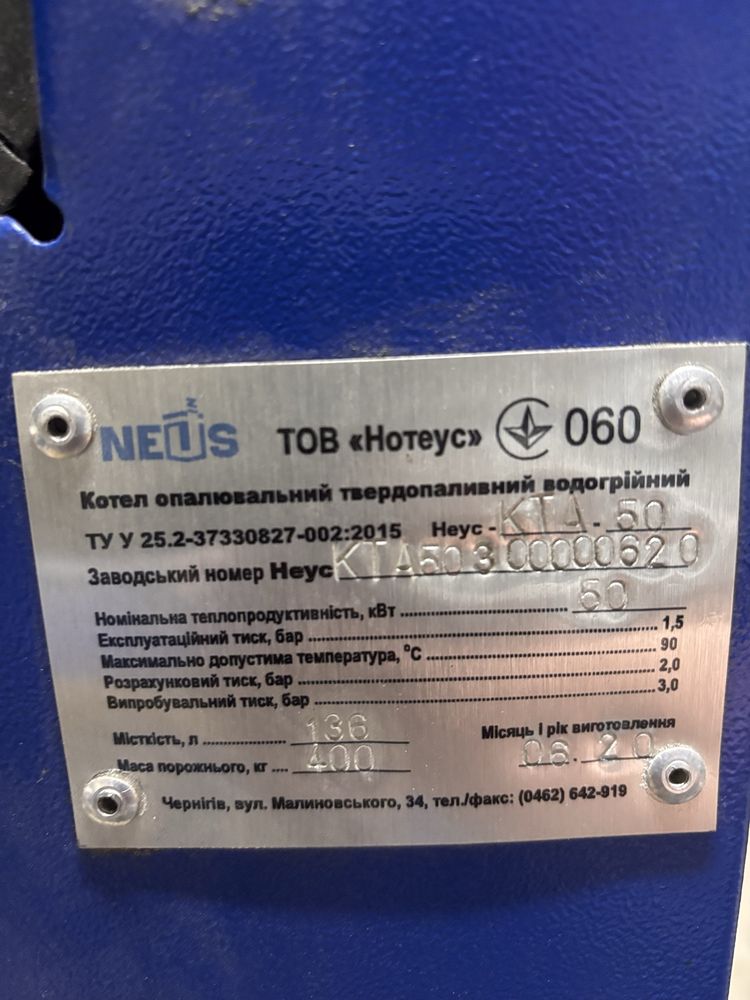 NEUS IN ТОВ «Нотеус» 060
Котел опалювальний твердопаливний водогрійний
ТУ У 25.2-37330827-002:2015 Неус - КТА - 50
Заводський номер Неус КТА50 3 00000620
Номінальна теплопродуктивність, кВт ........ 50
Експлуатаційний тиск, бар ........ 1,5
Максимально допустима температура, °С ........ 90
Розрахунковий тиск, бар ........ 2,0
Випробувальний тиск, бар ........ 3,0
Місткість, л ........ 136
Маса порожнього, кг .... 400
Місяць і рік виготовлення
06.20
Чернігів, вул. Малиновського, 34, тел./факс: (0462) 642-919